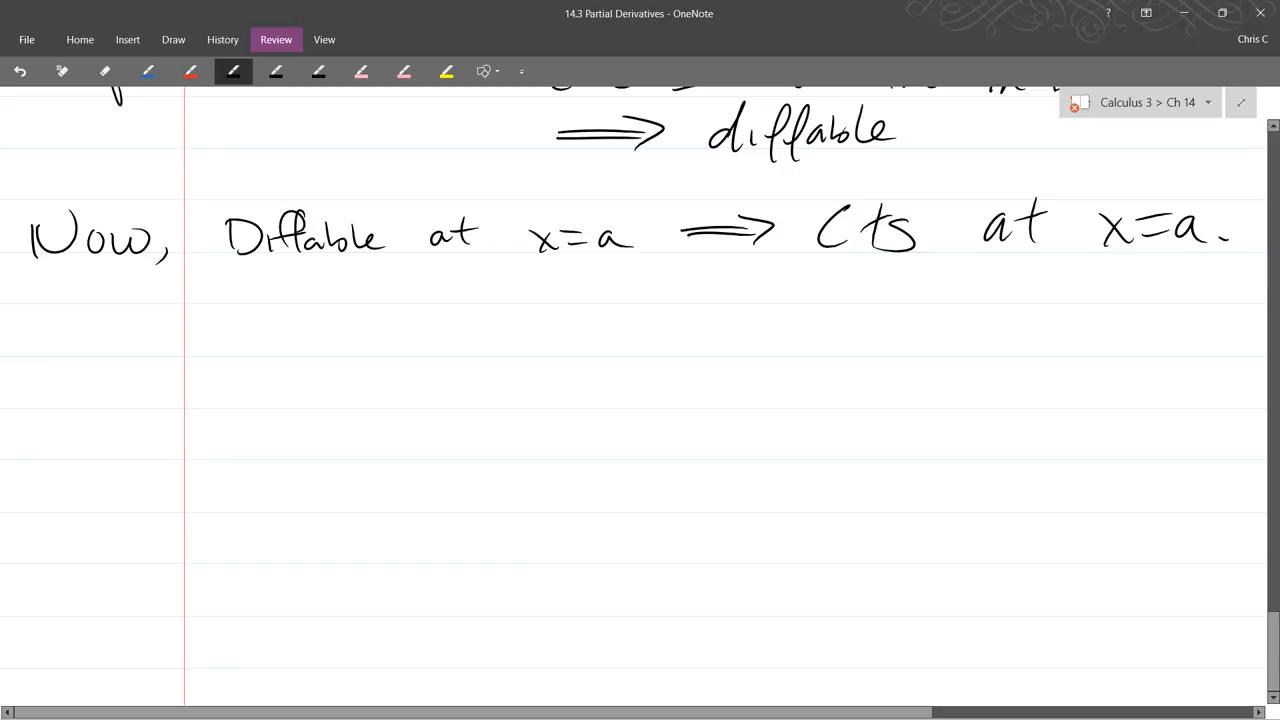 14.3 Partial Derivatives - OneNote
File Home Insert Draw History Review View Chris C
Calculus 3 > Ch 14
⟹ diffable
Now, Diffable at x=a ⟹ Cts at x=a.